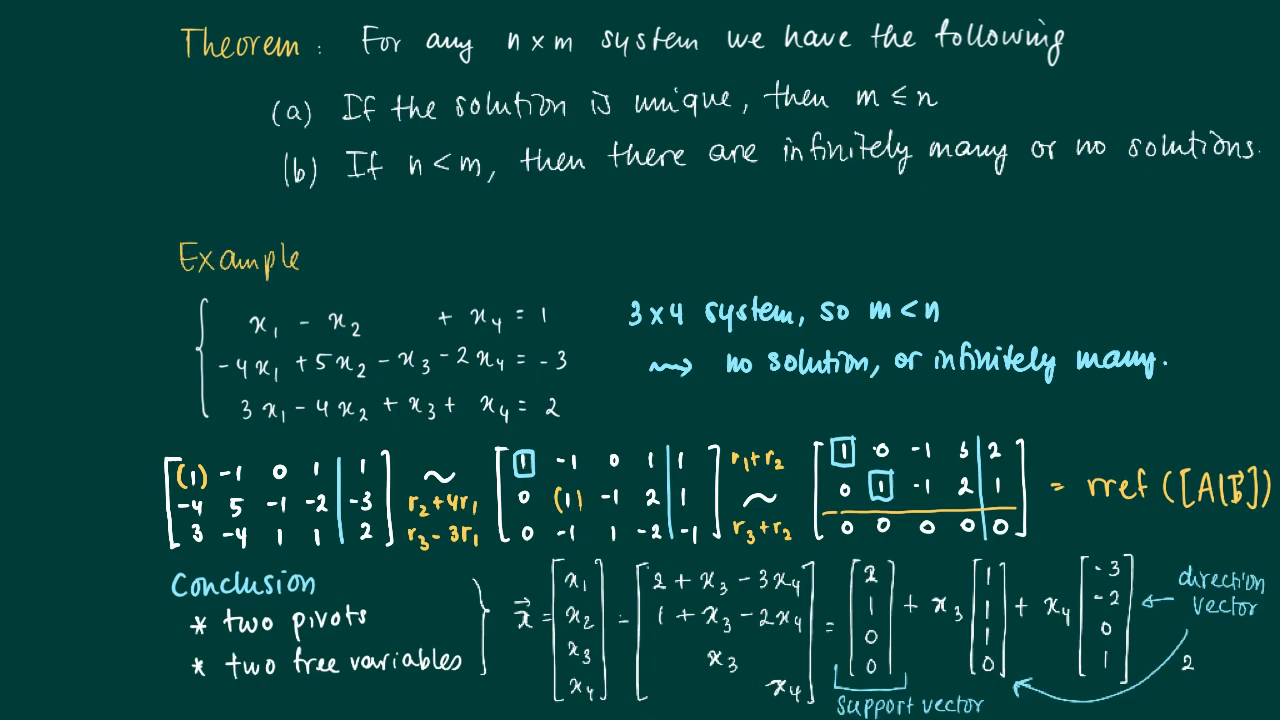 Theorem : For any n × m system we have the following
(a) If the solution is unique, then m ≤ n
(b) If n < m, then there are infinitely many or no solutions.
Example
x₁ - x₂ + x₄ = 1
-4x₁ + 5x₂ - x₃ - 2x₄ = -3
3x₁ - 4x₂ + x₃ + x₄ = 2
3 x 4 system, so m < n
⇝ no solution, or infinitely many.
[(1) -1 0 1 | 1] ~ [1 -1 0 1 | 1] r₁+r₂ [1 0 -1 3 | 2]
[-4 5 -1 -2 | -3] r₂+4r₁ [0 (1) -1 2 | 1] ~ [0 1 -1 2 | 1] = rref ([A|B])
[3 -4 1 1 | 2] r₃-3r₁ [0 -1 1 -2 | -1] r₃+r₂ [0 0 0 0 | 0]
Conclusion
* two pivots
* two free variables
x⃗ = [x₁ x₂ x₃ x₄] = [2 + x₃ - 3x₄ 1 + x₃ - 2x₄ x₃ x₄] = [2 1 0 0] + x₃ [1 1 1 0] + x₄ [-3 -2 0 1]
direction
vector
2
support vector